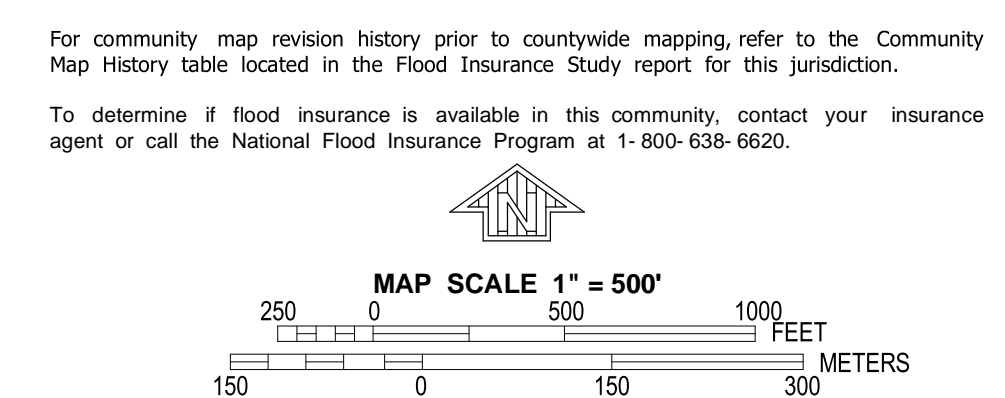 For community map revision history prior to countywide mapping, refer to the Community
Map History table located in the Flood Insurance Study report for this jurisdiction.
To determine if flood insurance is available in this community, contact your insurance
agent or call the National Flood Insurance Program at 1- 800- 638- 6620.
N
MAP SCALE 1" = 500'
250 0 500 1000
FEET
METERS
150 0 150 300